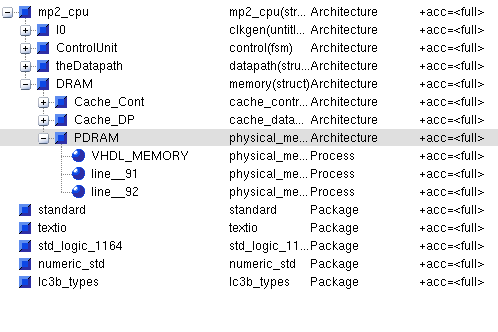 mp2_cpu mp2_cpu(str... Architecture +acc=<full>
I0 clkgen(untitl... Architecture +acc=<full>
ControlUnit control(fsm) Architecture +acc=<full>
theDatapath datapath(stru... Architecture +acc=<full>
DRAM memory(struct) Architecture +acc=<full>
Cache_Cont cache_contr... Architecture +acc=<full>
Cache_DP cache_data... Architecture +acc=<full>
PDRAM physical_me... Architecture +acc=<full>
VHDL_MEMORY physical_me... Process +acc=<full>
line__91 physical_me... Process +acc=<full>
line__92 physical_me... Process +acc=<full>
standard standard Package +acc=<full>
textio textio Package +acc=<full>
std_logic_1164 std_logic_11... Package +acc=<full>
numeric_std numeric_std Package +acc=<full>
lc3b_types lc3b_types Package +acc=<full>